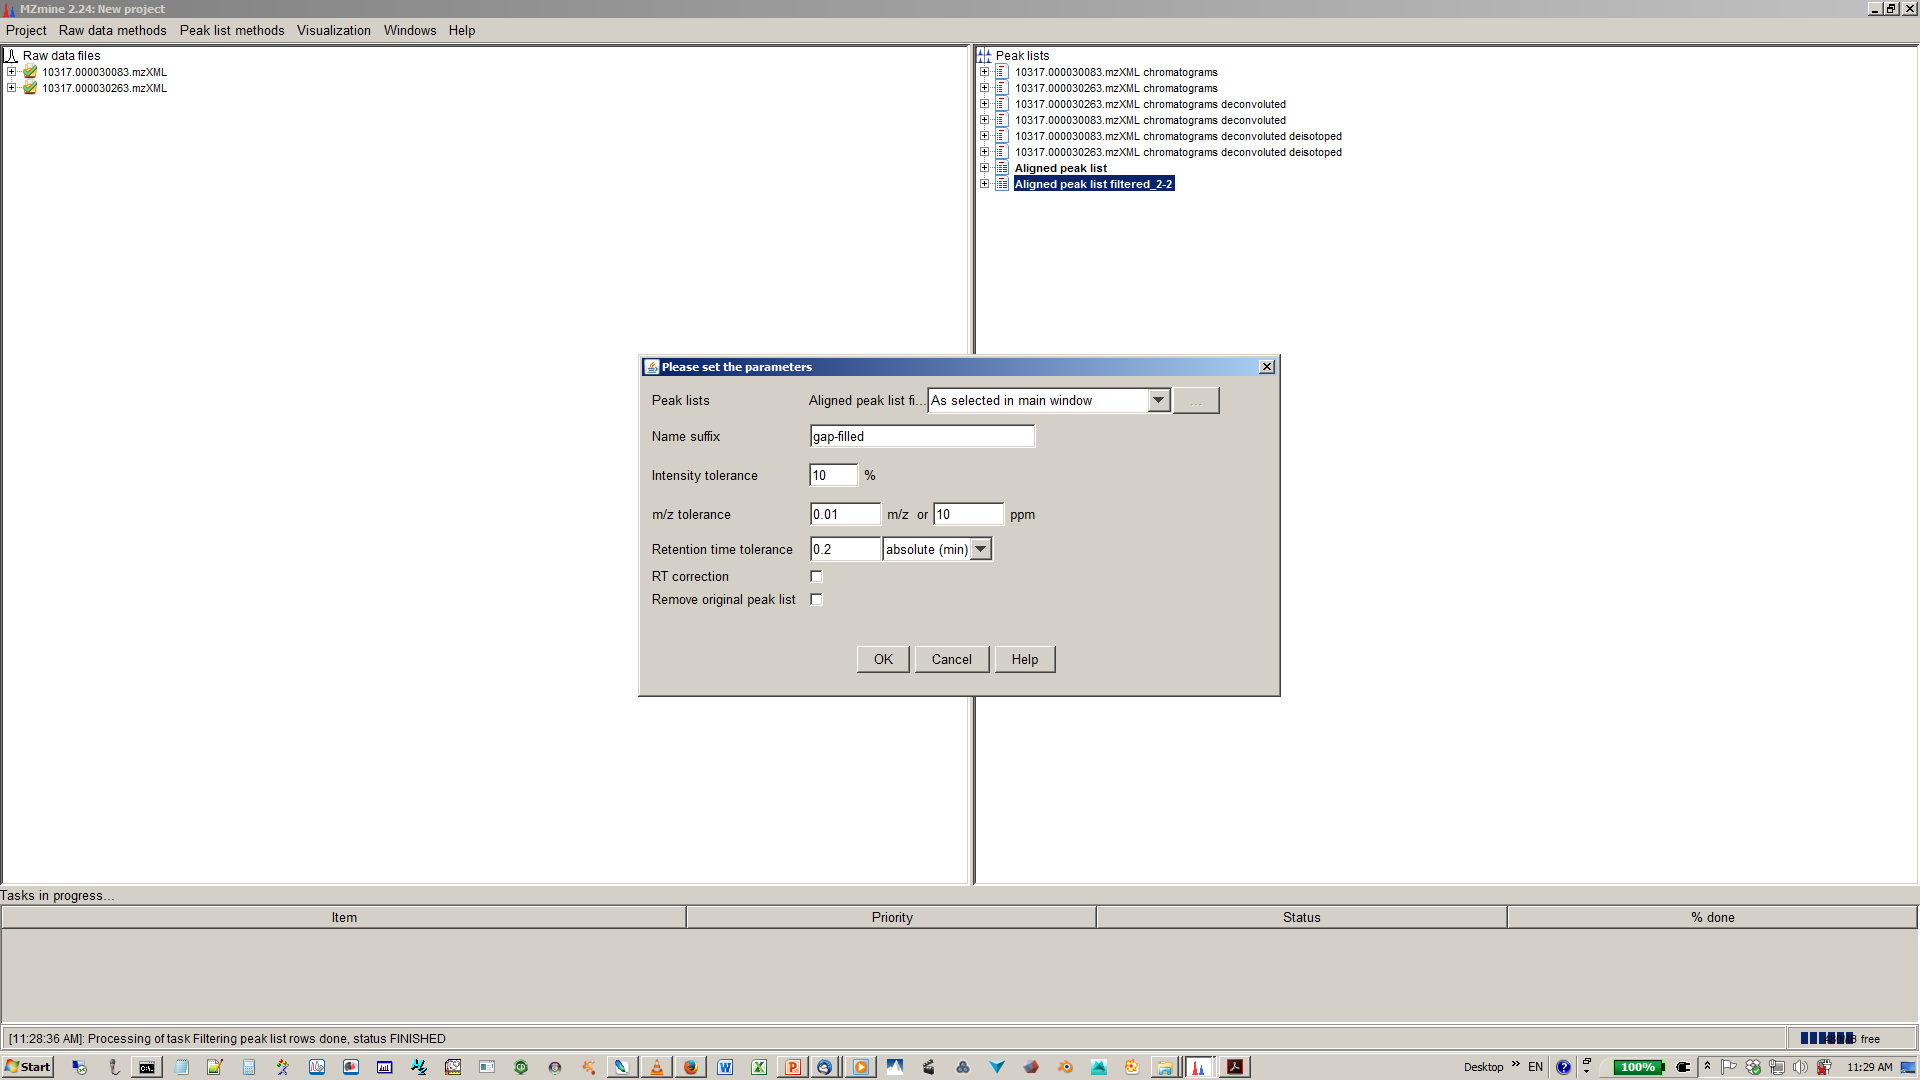 MZmine 2.24: New project
Project Raw data methods Peak list methods Visualization Windows Help
Raw data files
10317.000030083.mzXML
10317.000030263.mzXML
Peak lists
10317.000030083.mzXML chromatograms
10317.000030263.mzXML chromatograms
10317.000030263.mzXML chromatograms deconvoluted
10317.000030083.mzXML chromatograms deconvoluted
10317.000030083.mzXML chromatograms deconvoluted deisotoped
10317.000030263.mzXML chromatograms deconvoluted deisotoped
Aligned peak list
Aligned peak list filtered_2-2
Please set the parameters
Peak lists Aligned peak list fi... As selected in main window ...
Name suffix gap-filled
Intensity tolerance 10 %
m/z tolerance 0.01 m/z or 10 ppm
Retention time tolerance 0.2 absolute (min)
RT correction
Remove original peak list
OK Cancel Help
Tasks in progress...
Item Priority Status % done
[11:28:36 AM]: Processing of task Filtering peak list rows done, status FINISHED
free
Start Desktop » EN 100% 11:29 AM